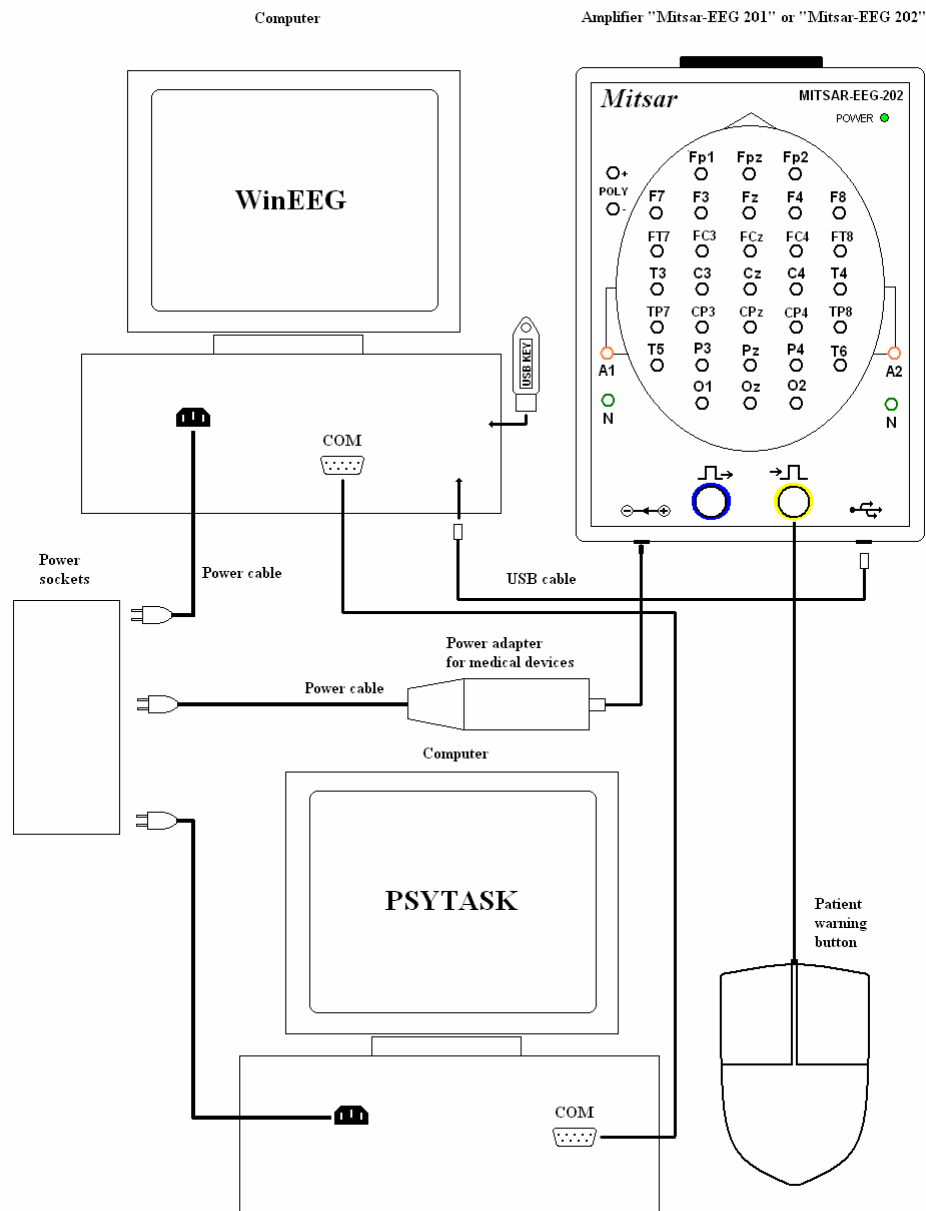 Computer
Amplifier "Mitsar-EEG 201" or "Mitsar-EEG 202"
WinEEG
USB KEY
COM
Mitsar
MITSAR-EEG-202
POWER
+
POLY
-
Fp1 Fpz Fp2
F7 F3 Fz F4 F8
FT7 FC3 FCz FC4 FT8
T3 C3 Cz C4 T4
TP7 CP3 CPz CP4 TP8
T5 P3 Pz P4 T6
A1 A2
O1 Oz O2
N N
Power
sockets
Power cable
USB cable
Power adapter
for medical devices
Power cable
Computer
PSYTASK
Patient
warning
button
COM